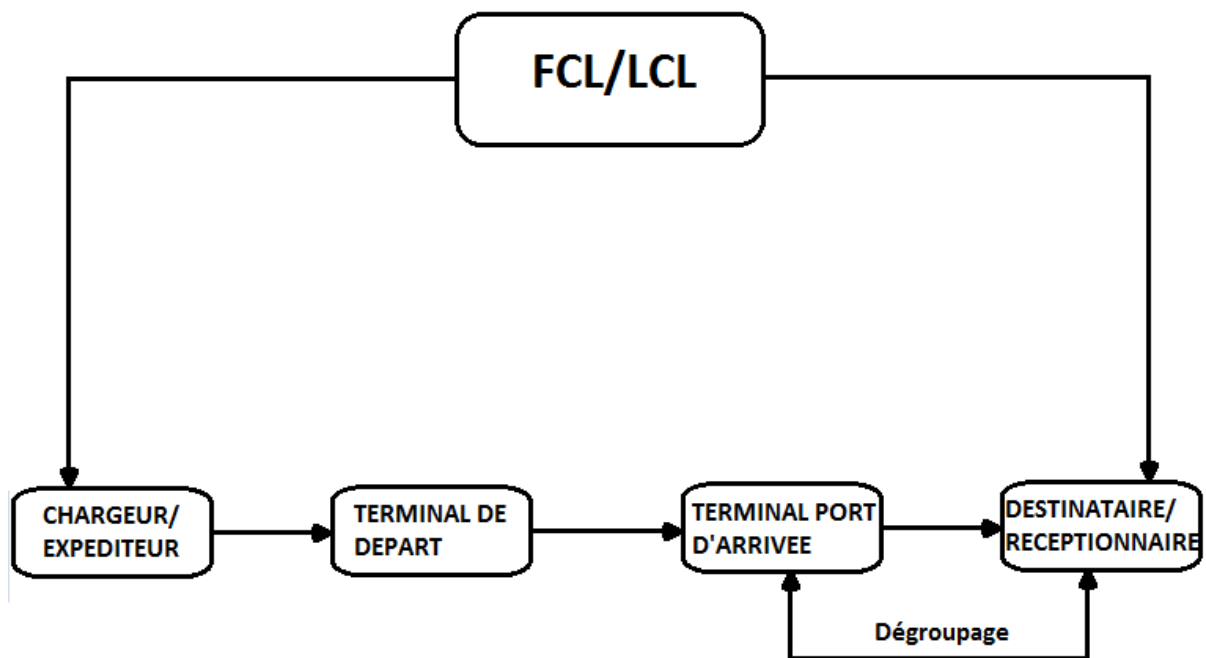 FCL/LCL
CHARGEUR/
EXPEDITEUR
TERMINAL DE
DEPART
TERMINAL PORT
D'ARRIVEE
DESTINATAIRE/
RECEPTIONNAIRE
Dégroupage